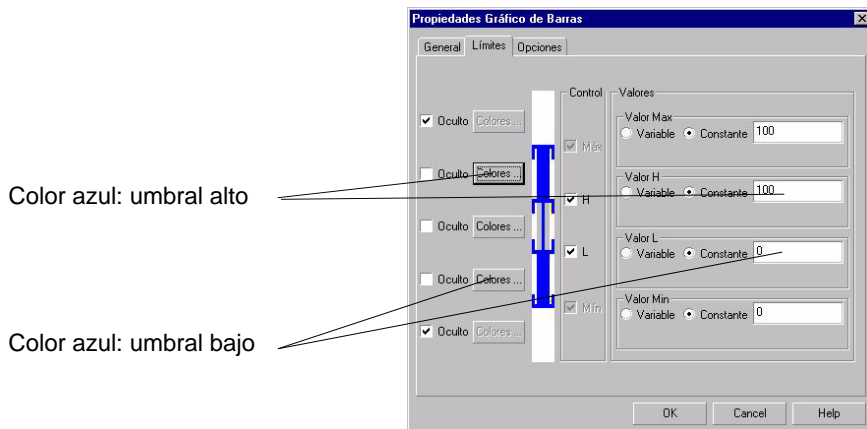 Propiedades Gráfico de Barras
General Límites Opciones
Control
Valores
Oculto Colores ...
Valor Max
Variable Constante 100
Máx
Oculto Colores ...
Color azul: umbral alto
Valor H
Variable Constante 100
H
Oculto Colores ...
L
Valor L
Variable Constante 0
Oculto Colores ...
Mín
Valor Min
Variable Constante 0
Color azul: umbral bajo
Oculto Colores ...
OK Cancel Help